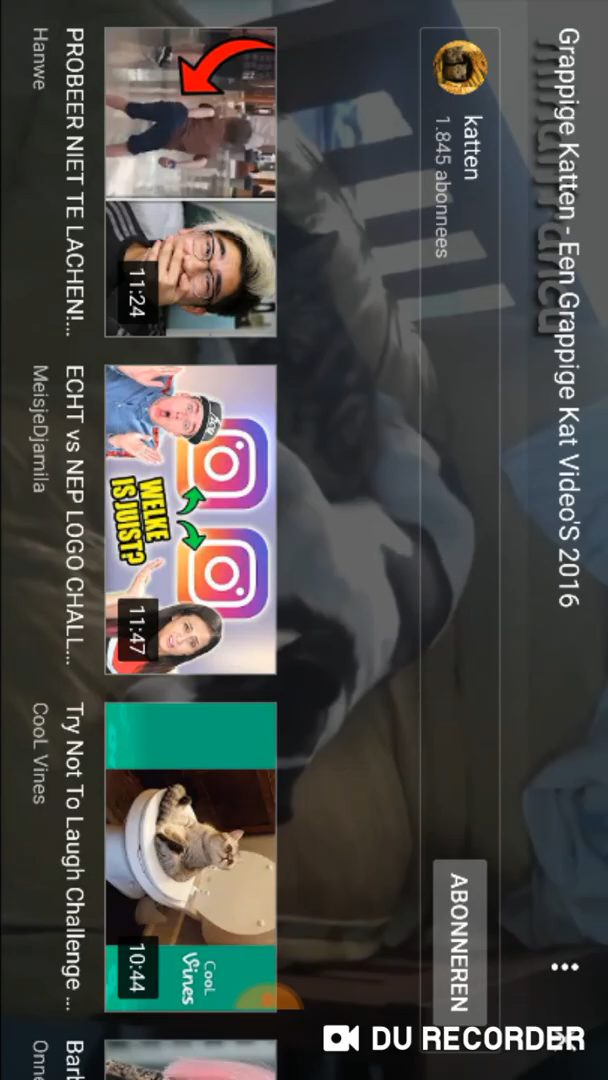 Grappige Katten - Een Grappige Kat Video'S 2016
katten
1.845 abonnees
ABONNEREN
11:24
PROBEER NIET TE LACHEN!...
Hanwe
WELKE
IS JUIST?
11:47
ECHT vs NEP LOGO CHALL...
MeisjeDjamila
CooL
Vines
10:44
Try Not To Laugh Challenge ...
CooL Vines
Barb
Onne
DU RECORDER